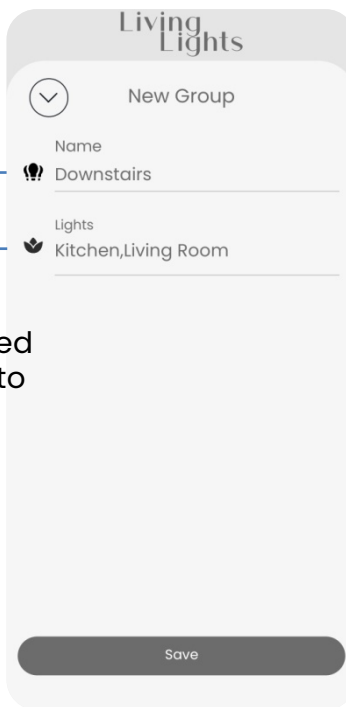 Living
Lights
New Group
Name
Downstairs
Lights
Kitchen,Living Room
ed
to
Save